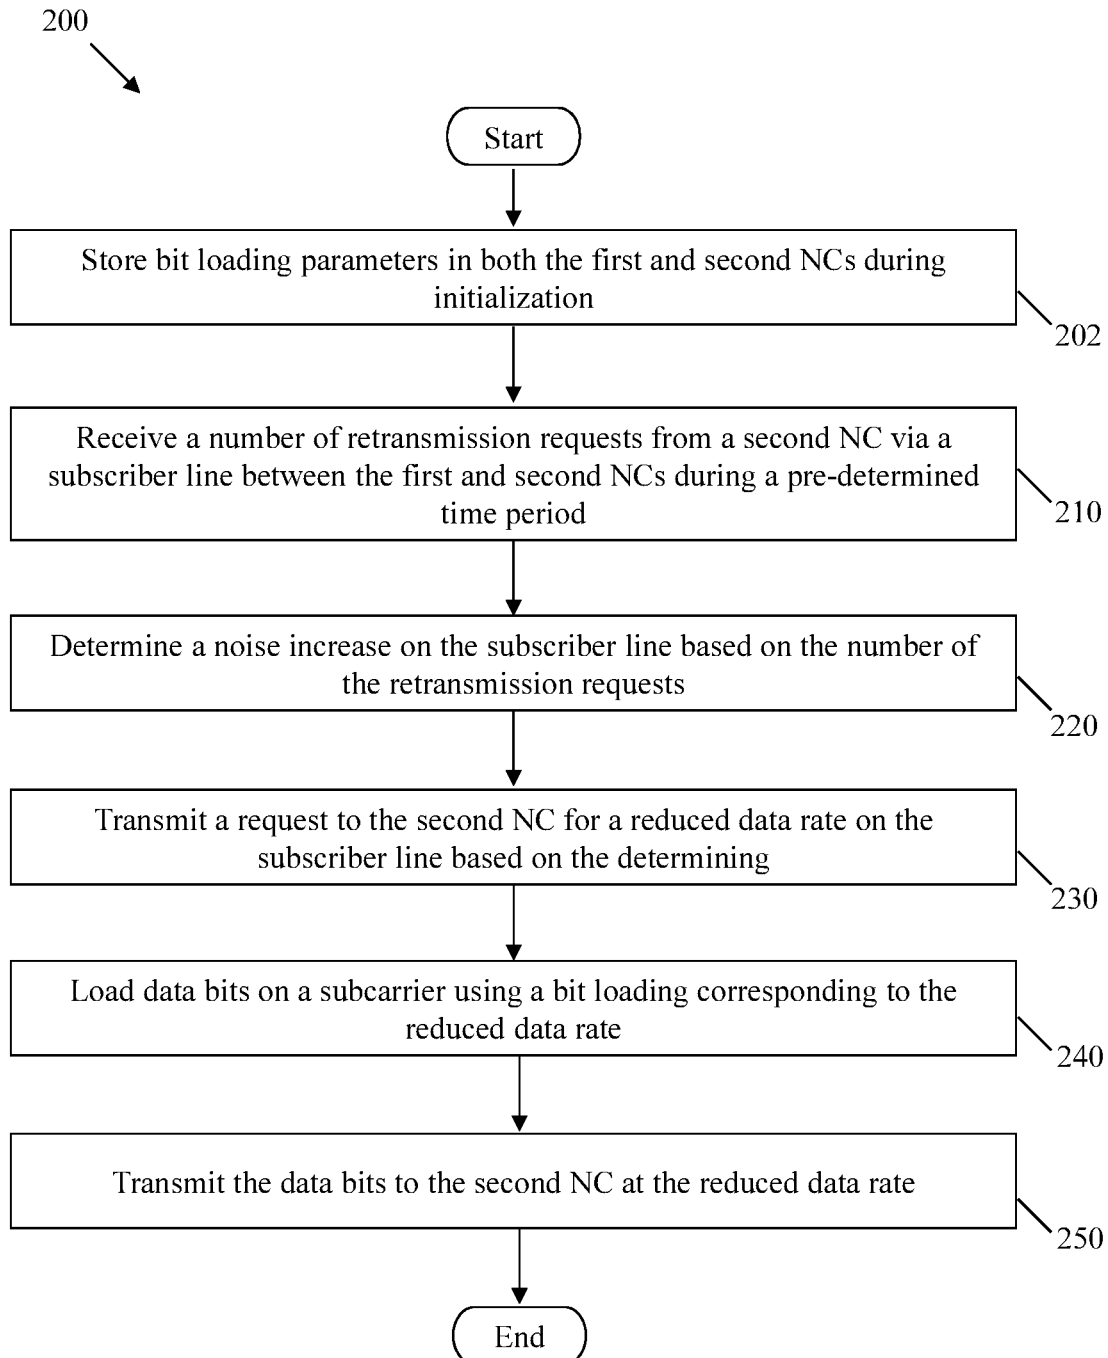 200
Start
Store bit loading parameters in both the first and second NCs during
initialization
202
Receive a number of retransmission requests from a second NC via a
subscriber line between the first and second NCs during a pre-determined
time period
210
Determine a noise increase on the subscriber line based on the number of
the retransmission requests
220
Transmit a request to the second NC for a reduced data rate on the
subscriber line based on the determining
230
Load data bits on a subcarrier using a bit loading corresponding to the
reduced data rate
240
Transmit the data bits to the second NC at the reduced data rate
250
End